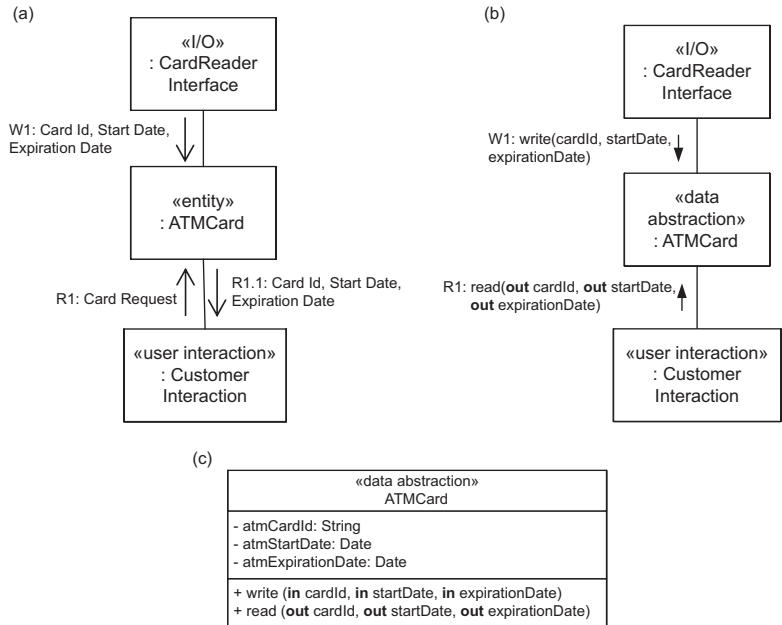 (a)
«I/O»
: CardReader
Interface
W1: Card Id, Start Date,
Expiration Date
«entity»
: ATMCard
R1: Card Request
R1.1: Card Id, Start Date,
Expiration Date
«user interaction»
: Customer
Interaction
(b)
«I/O»
: CardReader
Interface
W1: write(cardId, startDate,
expirationDate)
«data
abstraction»
: ATMCard
R1: read(out cardId, out startDate,
out expirationDate)
«user interaction»
: Customer
Interaction
(c)
«data abstraction»
ATMCard
- atmCardId: String
- atmStartDate: Date
- atmExpirationDate: Date
+ write (in cardId, in startDate, in expirationDate)
+ read (out cardId, out startDate, out expirationDate)